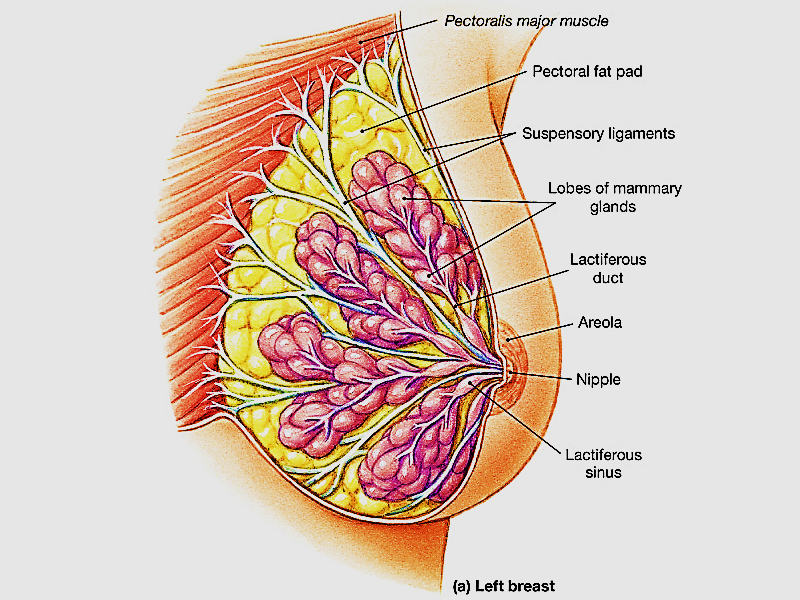 Pectoralis major muscle
Pectoral fat pad
Suspensory ligaments
Lobes of mammary
glands
Lactiferous
duct
Areola
Nipple
Lactiferous
sinus
(a) Left breast